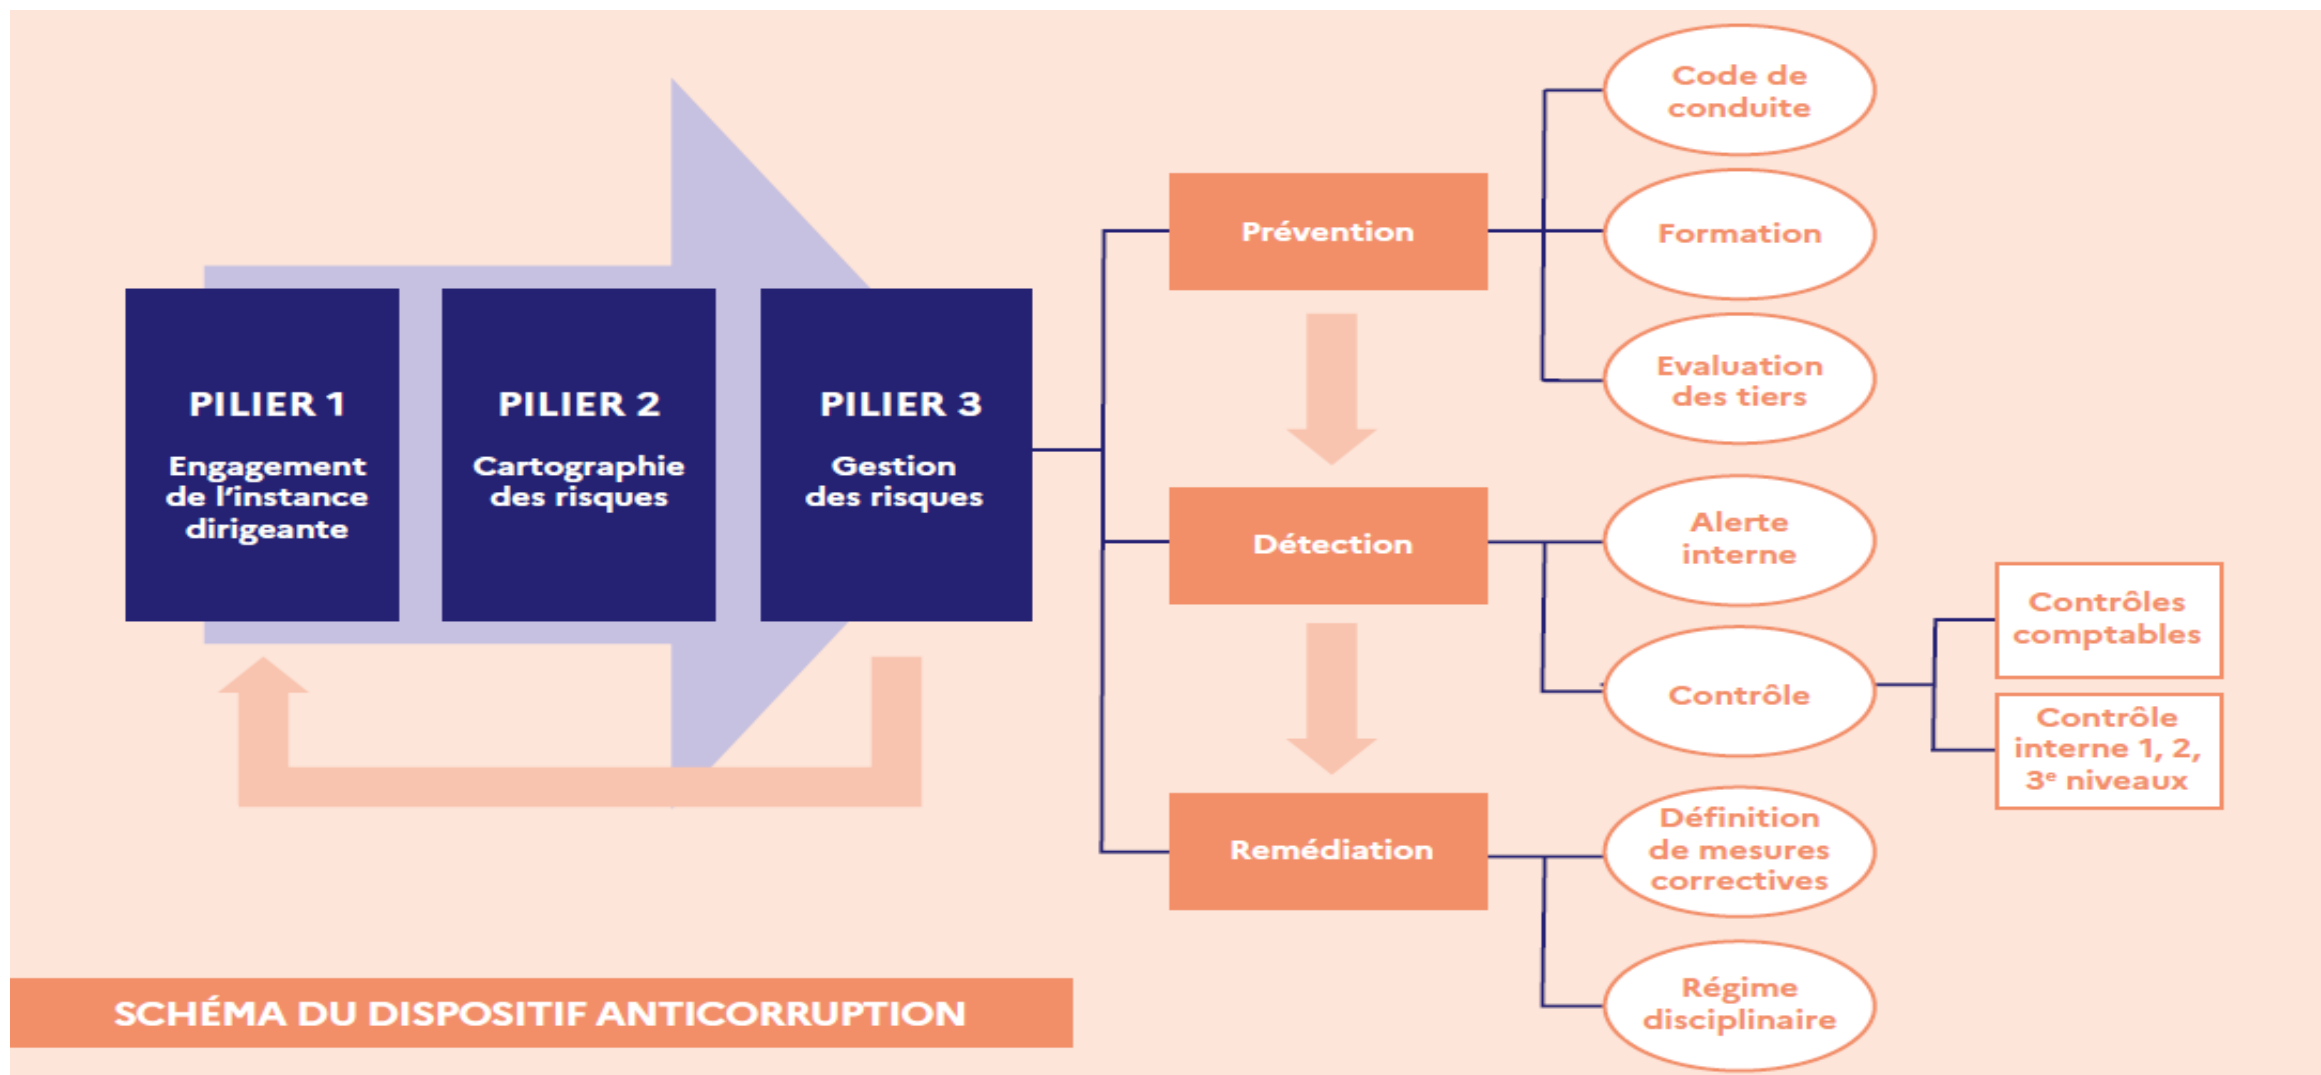 PILIER 1
Engagement
de l'instance
dirigeante
PILIER 2
Cartographie
des risques
PILIER 3
Gestion
des risques
Prévention
Code de
conduite
Formation
Evaluation
des tiers
Détection
Alerte
interne
Contrôle
Contrôles
comptables
Contrôle
interne 1, 2,
3ᵉ niveaux
Remédiation
Définition
de mesures
correctives
Régime
disciplinaire
SCHÉMA DU DISPOSITIF ANTICORRUPTION